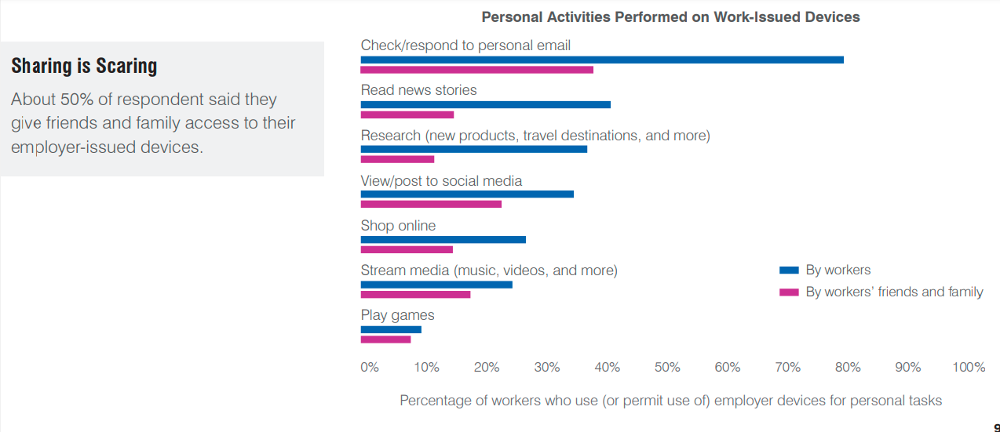 Personal Activities Performed on Work-Issued Devices
Sharing is Scaring
About 50% of respondent said they
give friends and family access to their
employer-issued devices.
Check/respond to personal email
Read news stories
Research (new products, travel destinations, and more)
View/post to social media
Shop online
Stream media (music, videos, and more)
Play games
By workers
By workers’ friends and family
0% 10% 20% 30% 40% 50% 60% 70% 80% 90% 100%
Percentage of workers who use (or permit use of) employer devices for personal tasks
9